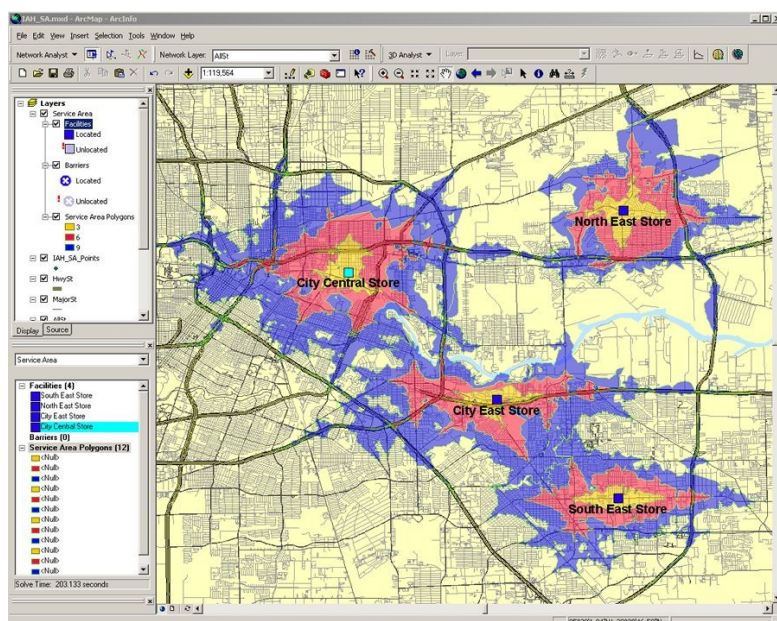 IAH_SA.mxd - ArcMap - ArcInfo
File Edit View Insert Selection Tools Window Help
Network Analyst Network Layer: AllSt 3D Analyst Layer:
1:119,564
Layers
Service Area
Facilities
Located
Unlocated
Barriers
Located
Unlocated
Service Area Polygons
3
6
9
IAH_SA_Points
HwySt
MajorSt
AllSt
Display Source
Service Area
Facilities (4)
South East Store
North East Store
City East Store
City Central Store
Barriers (0)
Service Area Polygons (12)
<Null>
<Null>
<Null>
<Null>
<Null>
<Null>
<Null>
<Null>
<Null>
<Null>
<Null>
<Null>
Solve Time: 203.133 seconds
North East Store
City Central Store
City East Store
South East Store